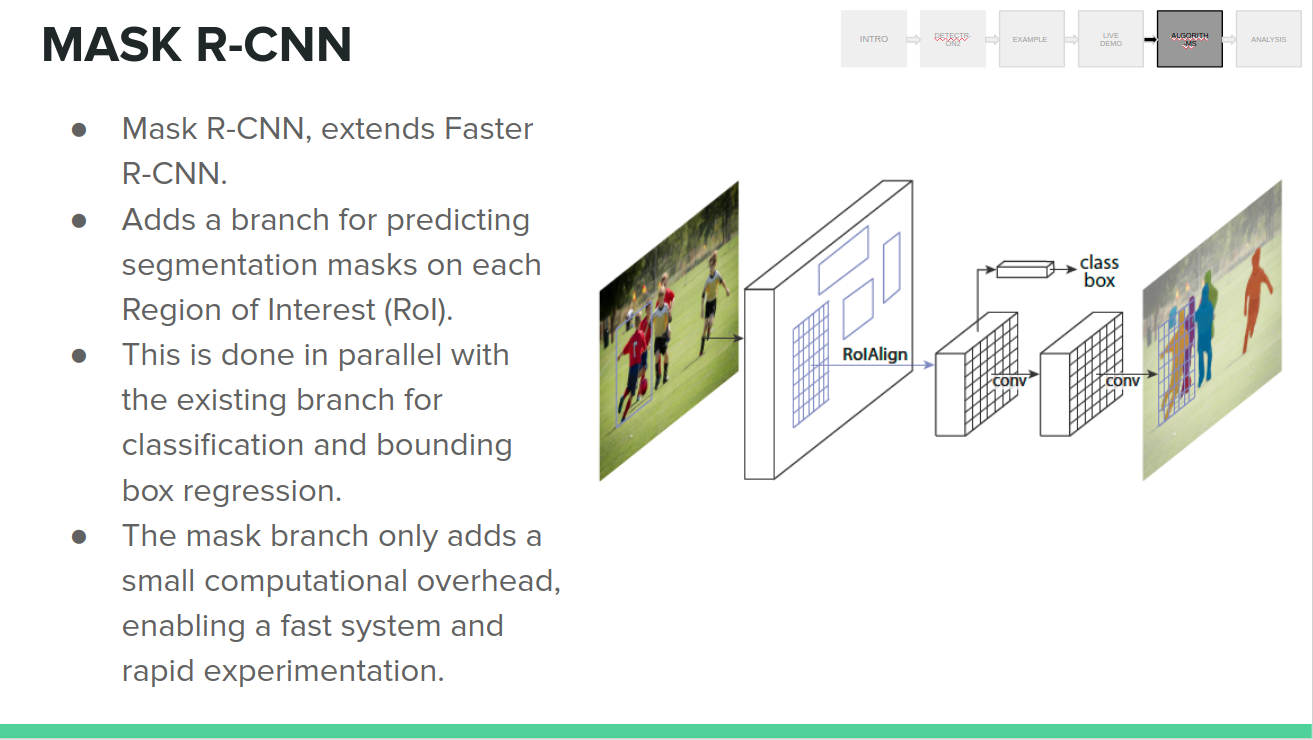 MASK R-CNN
INTRO
DETECTR-
ON2
EXAMPLE
LIVE
DEMO
ALGORITH
-MS
ANALYSIS
● Mask R-CNN, extends Faster
R-CNN.
● Adds a branch for predicting
segmentation masks on each
Region of Interest (RoI).
● This is done in parallel with
the existing branch for
classification and bounding
box regression.
● The mask branch only adds a
small computational overhead,
enabling a fast system and
rapid experimentation.
RoIAlign
class
box
conv
conv